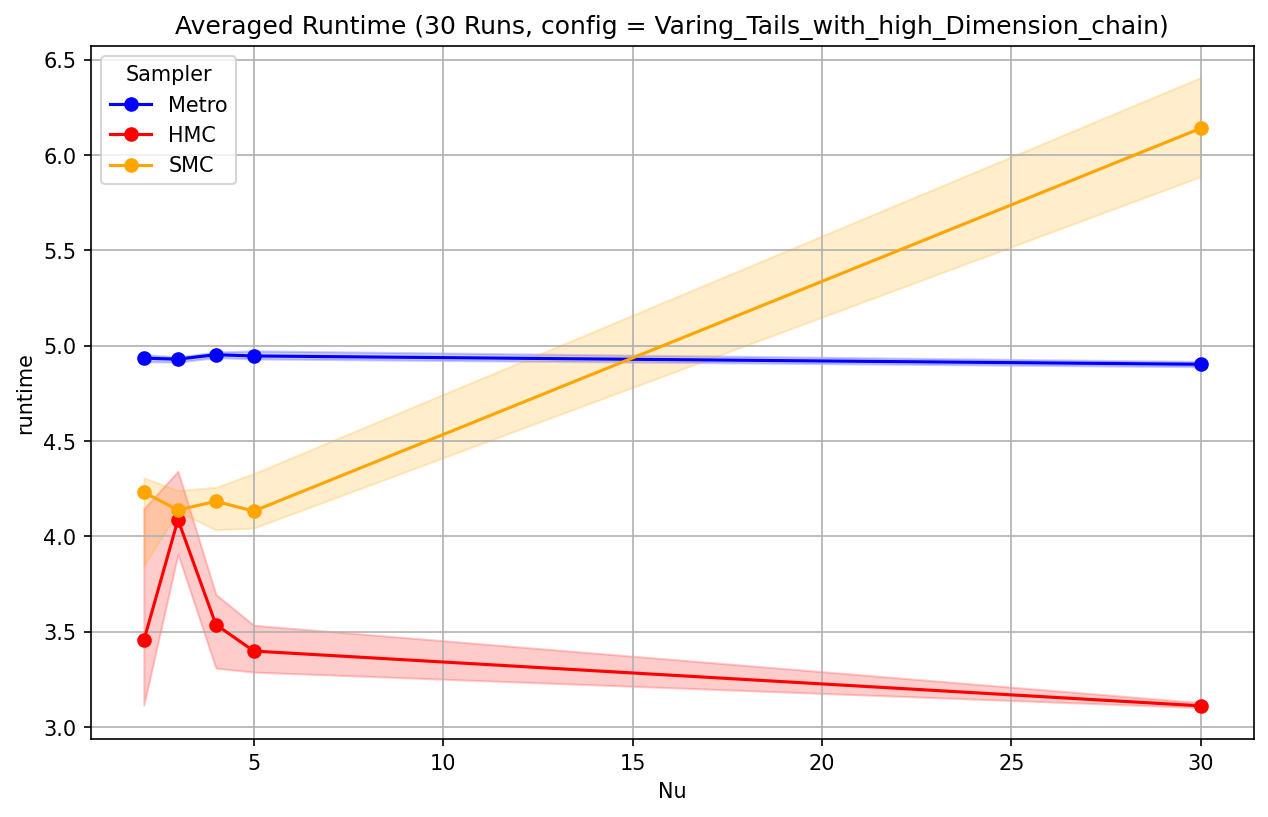 Averaged Runtime (30 Runs, config = Varing_Tails_with_high_Dimension_chain)
Sampler
Metro
HMC
SMC
runtime
6.5
6.0
5.5
5.0
4.5
4.0
3.5
3.0
5 10 15 20 25 30
Nu